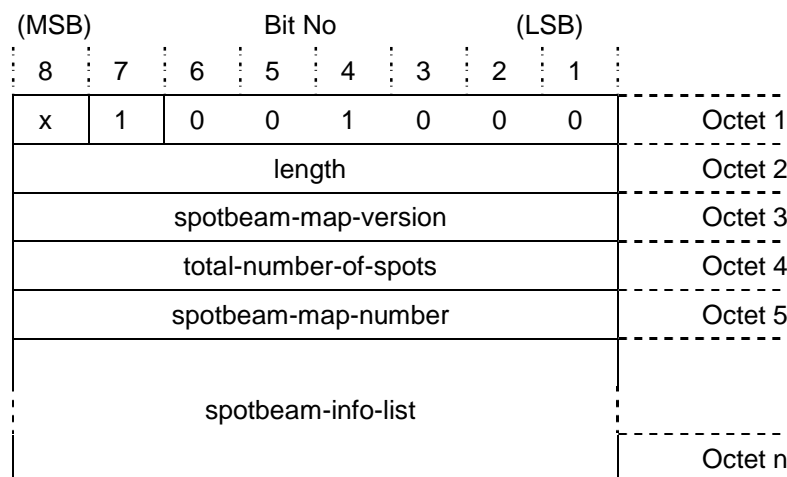 (MSB) Bit No (LSB)
8 7 6 5 4 3 2 1
x 1 0 0 1 0 0 0 Octet 1
length Octet 2
spotbeam-map-version Octet 3
total-number-of-spots Octet 4
spotbeam-map-number Octet 5
spotbeam-info-list
Octet n